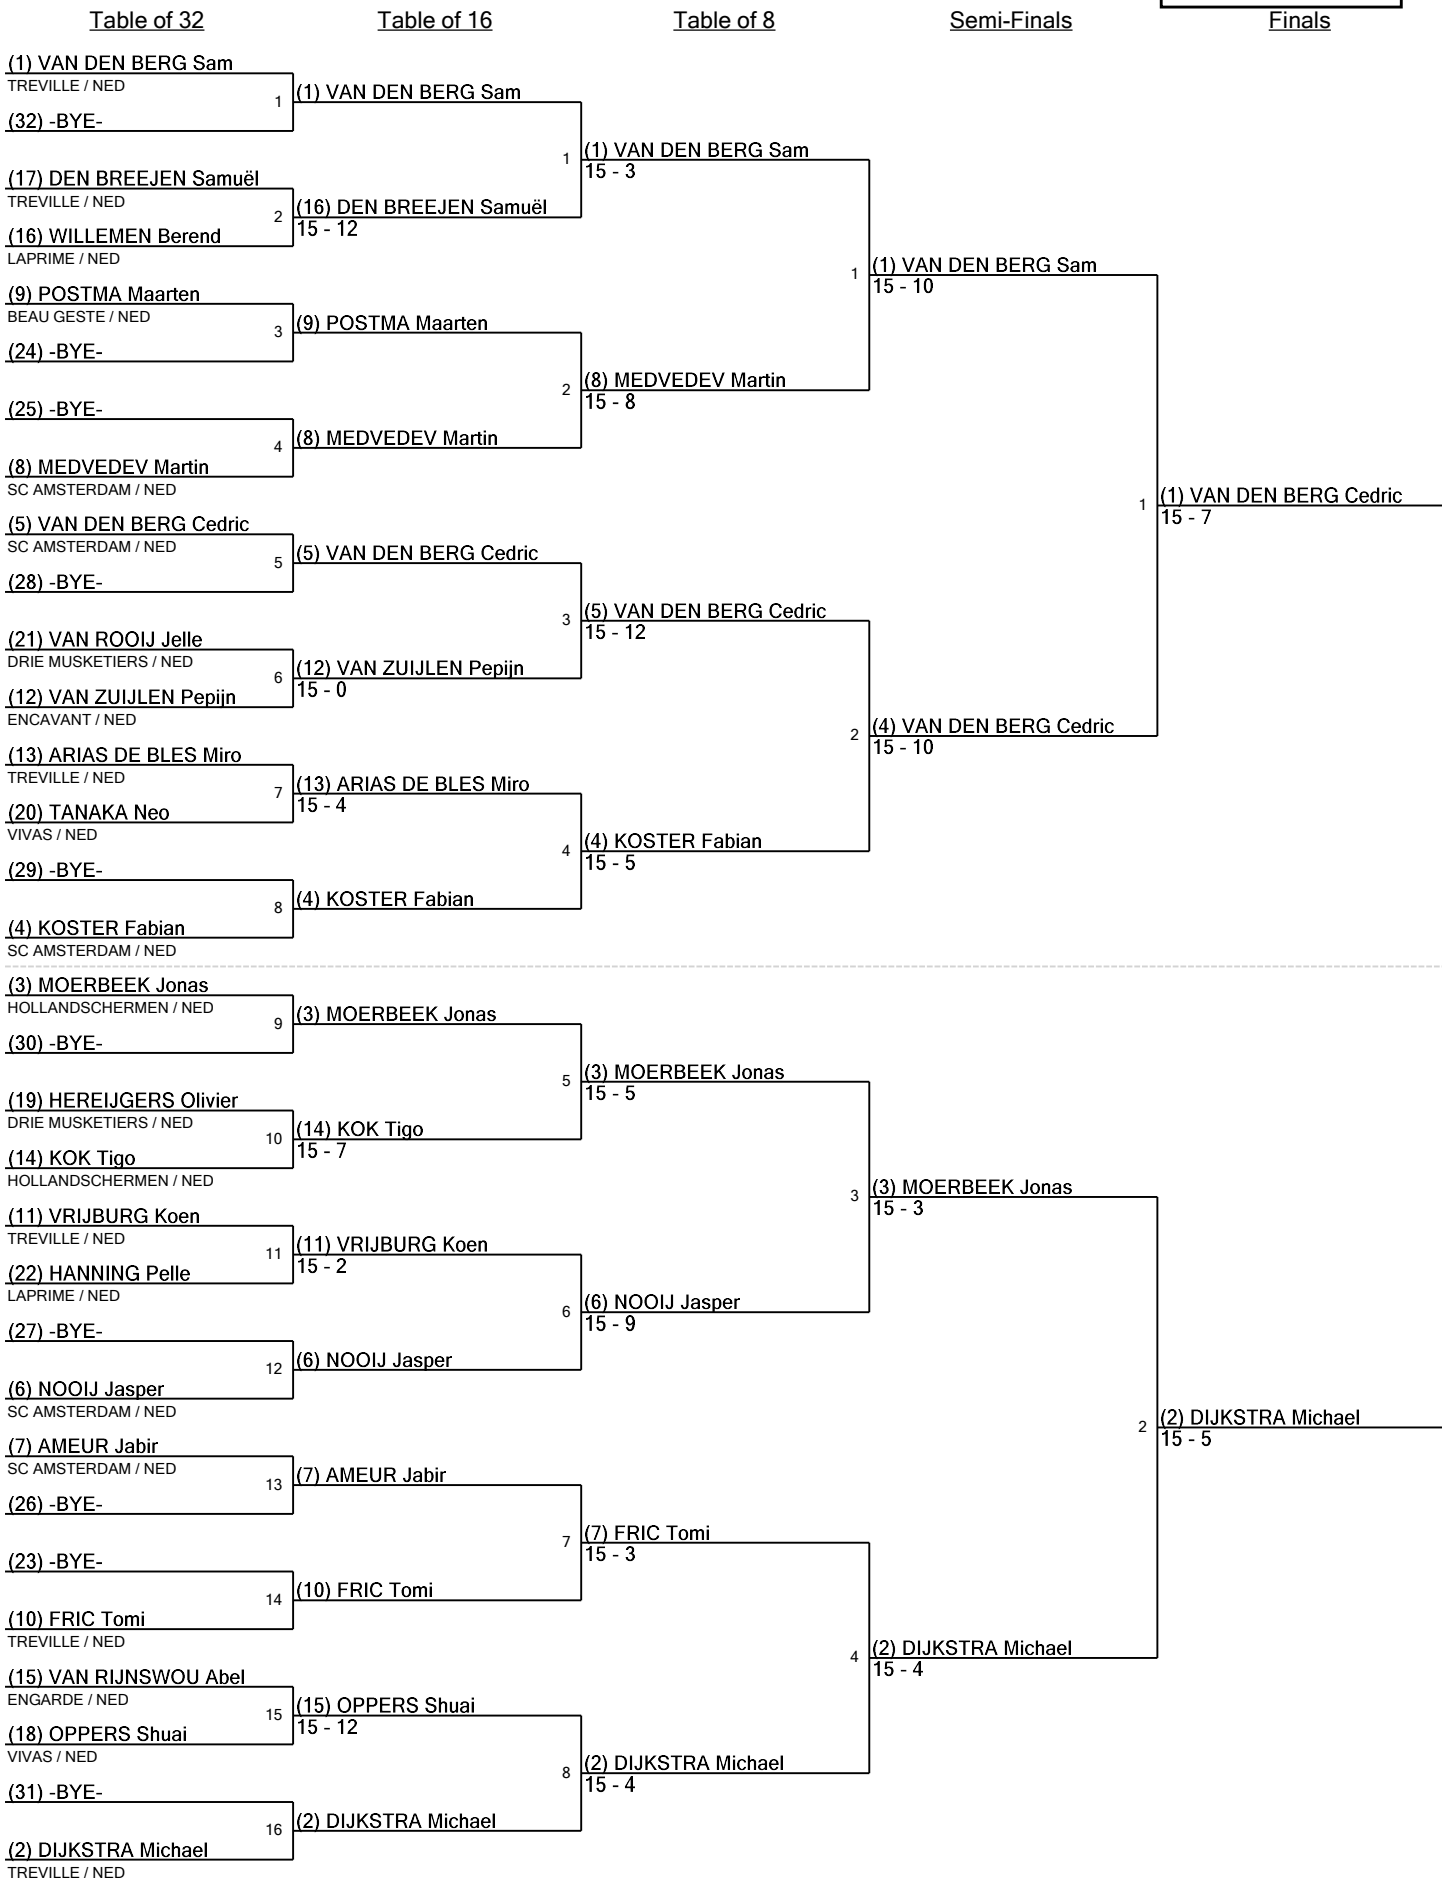 Table of 32
Table of 16
Table of 8
Semi-Finals
Finals
(1) VAN DEN BERG Sam
TREVILLE / NED
1
(32) -BYE-
(17) DEN BREEJEN Samuël
TREVILLE / NED
2
(16) WILLEMEN Berend
LAPRIME / NED
(9) POSTMA Maarten
BEAU GESTE / NED
3
(24) -BYE-
(25) -BYE-
4
(8) MEDVEDEV Martin
SC AMSTERDAM / NED
(5) VAN DEN BERG Cedric
SC AMSTERDAM / NED
5
(28) -BYE-
(21) VAN ROOIJ Jelle
DRIE MUSKETIERS / NED
6
(12) VAN ZUIJLEN Pepijn
ENCAVANT / NED
(13) ARIAS DE BLES Miro
TREVILLE / NED
7
(20) TANAKA Neo
VIVAS / NED
(29) -BYE-
8
(4) KOSTER Fabian
SC AMSTERDAM / NED
(3) MOERBEEK Jonas
HOLLANDSCHERMEN / NED
9
(30) -BYE-
(19) HEREIJGERS Olivier
DRIE MUSKETIERS / NED
10
(14) KOK Tigo
HOLLANDSCHERMEN / NED
(11) VRIJBURG Koen
TREVILLE / NED
11
(22) HANNING Pelle
LAPRIME / NED
(27) -BYE-
12
(6) NOOIJ Jasper
SC AMSTERDAM / NED
(7) AMEUR Jabir
SC AMSTERDAM / NED
13
(26) -BYE-
(23) -BYE-
14
(10) FRIC Tomi
TREVILLE / NED
(15) VAN RIJNSWOU Abel
ENGARDE / NED
15
(18) OPPERS Shuai
VIVAS / NED
(31) -BYE-
16
(2) DIJKSTRA Michael
TREVILLE / NED
(1) VAN DEN BERG Sam
1
(16) DEN BREEJEN Samuël
15 - 12
(9) POSTMA Maarten
2
(8) MEDVEDEV Martin
(5) VAN DEN BERG Cedric
3
(12) VAN ZUIJLEN Pepijn
15 - 0
(13) ARIAS DE BLES Miro
15 - 4
4
(4) KOSTER Fabian
(3) MOERBEEK Jonas
5
(14) KOK Tigo
15 - 7
(11) VRIJBURG Koen
15 - 2
6
(6) NOOIJ Jasper
(7) AMEUR Jabir
7
(10) FRIC Tomi
(15) OPPERS Shuai
15 - 12
8
(2) DIJKSTRA Michael
(1) VAN DEN BERG Sam
15 - 3
1
(8) MEDVEDEV Martin
15 - 8
(5) VAN DEN BERG Cedric
15 - 12
2
(4) KOSTER Fabian
15 - 5
(3) MOERBEEK Jonas
15 - 5
3
(6) NOOIJ Jasper
15 - 9
(7) FRIC Tomi
15 - 3
4
(2) DIJKSTRA Michael
15 - 4
(1) VAN DEN BERG Sam
15 - 10
1
(4) VAN DEN BERG Cedric
15 - 10
(3) MOERBEEK Jonas
15 - 3
2
(2) DIJKSTRA Michael
15 - 4
(1) VAN DEN BERG Cedric
15 - 7
(2) DIJKSTRA Michael
15 - 5